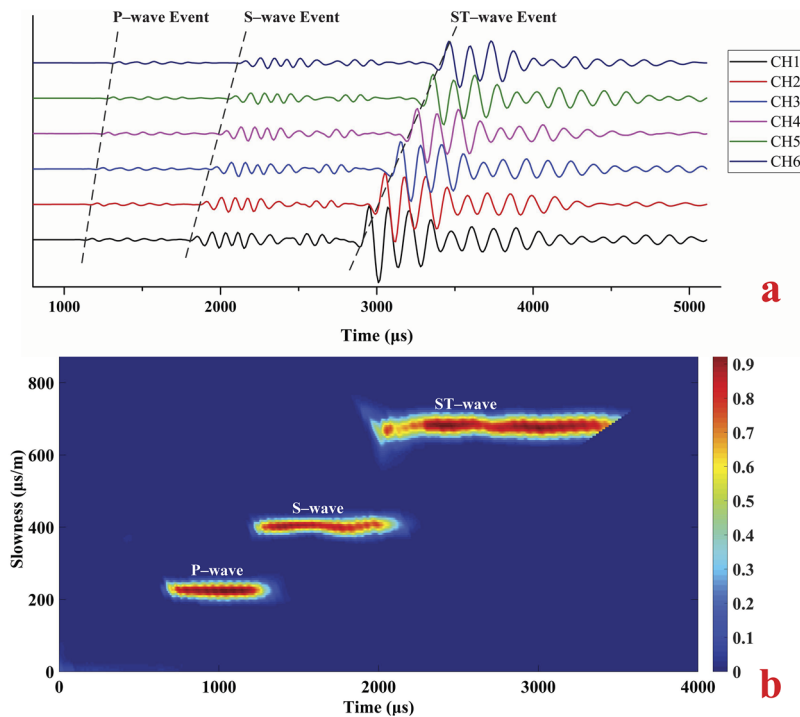 P–wave Event S–wave Event ST–wave Event
CH1
CH2
CH3
CH4
CH5
CH6
a
1000 2000 3000 4000 5000
Time (µs)
800
600
400
200
0
Slowness (µs/m)
ST–wave
S–wave
P–wave
0 1000 2000 3000 4000
Time (µs)
0.9
0.8
0.7
0.6
0.5
0.4
0.3
0.2
0.1
0
b